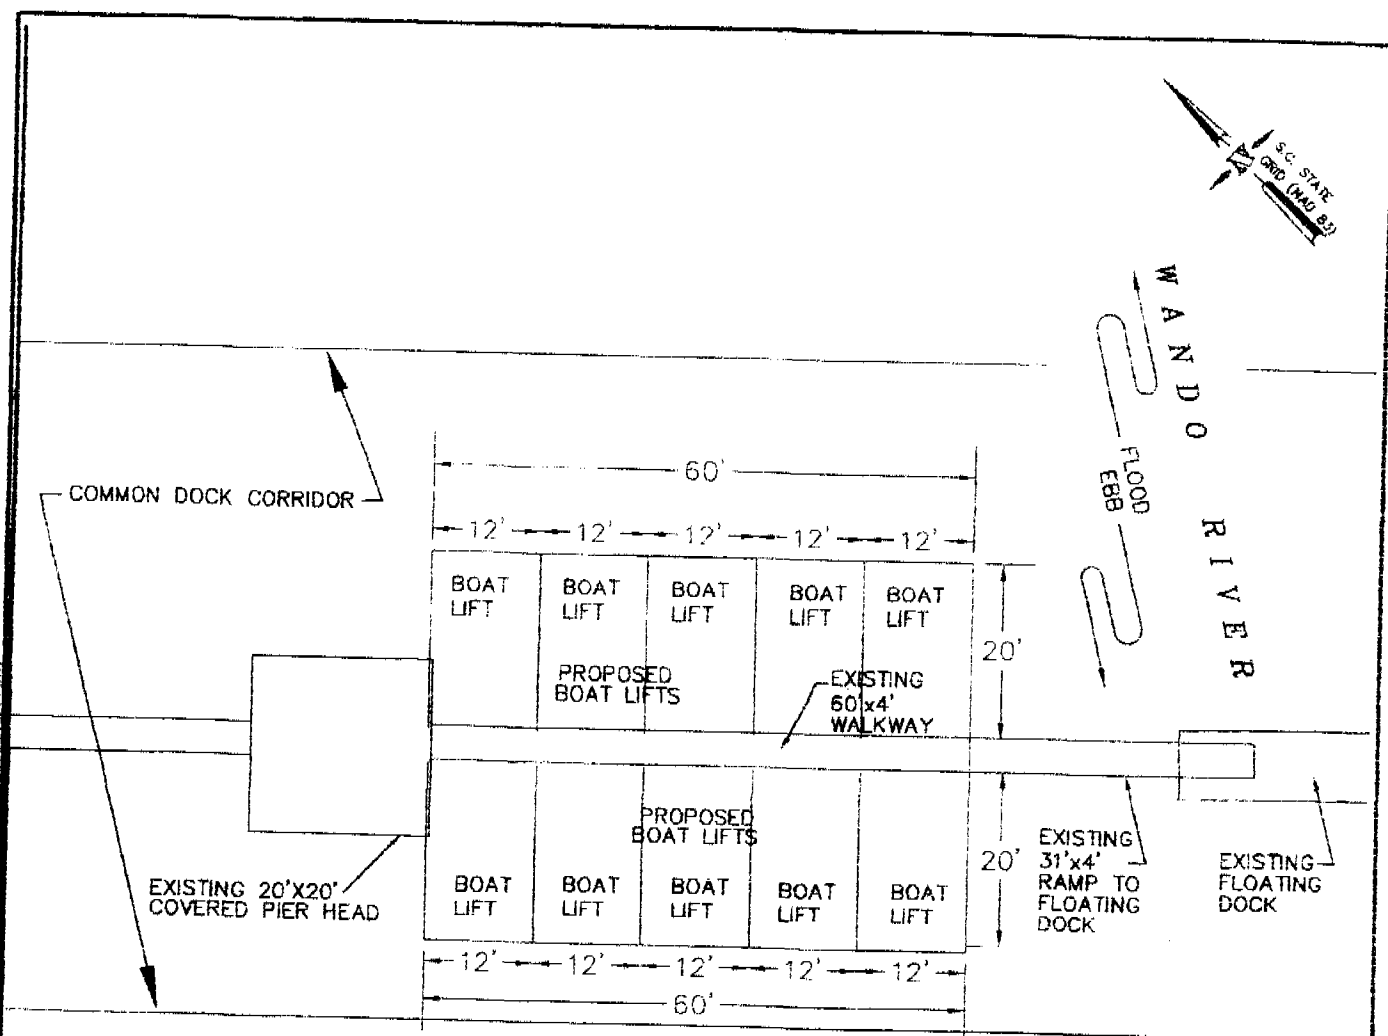 S.C. STATE
GRID (NAD 83)
WANDO RIVER
FLOOD
EBB
COMMON DOCK CORRIDOR
60'
12' 12' 12' 12' 12'
BOAT
LIFT
BOAT
LIFT
BOAT
LIFT
BOAT
LIFT
BOAT
LIFT
20'
PROPOSED
BOAT LIFTS
EXISTING
60'x4'
WALKWAY
PROPOSED
BOAT LIFTS
20'
EXISTING
31'x4'
RAMP TO
FLOATING
DOCK
EXISTING
FLOATING
DOCK
EXISTING 20'X20'
COVERED PIER HEAD
BOAT
LIFT
BOAT
LIFT
BOAT
LIFT
BOAT
LIFT
BOAT
LIFT
12' 12' 12' 12' 12'
60'